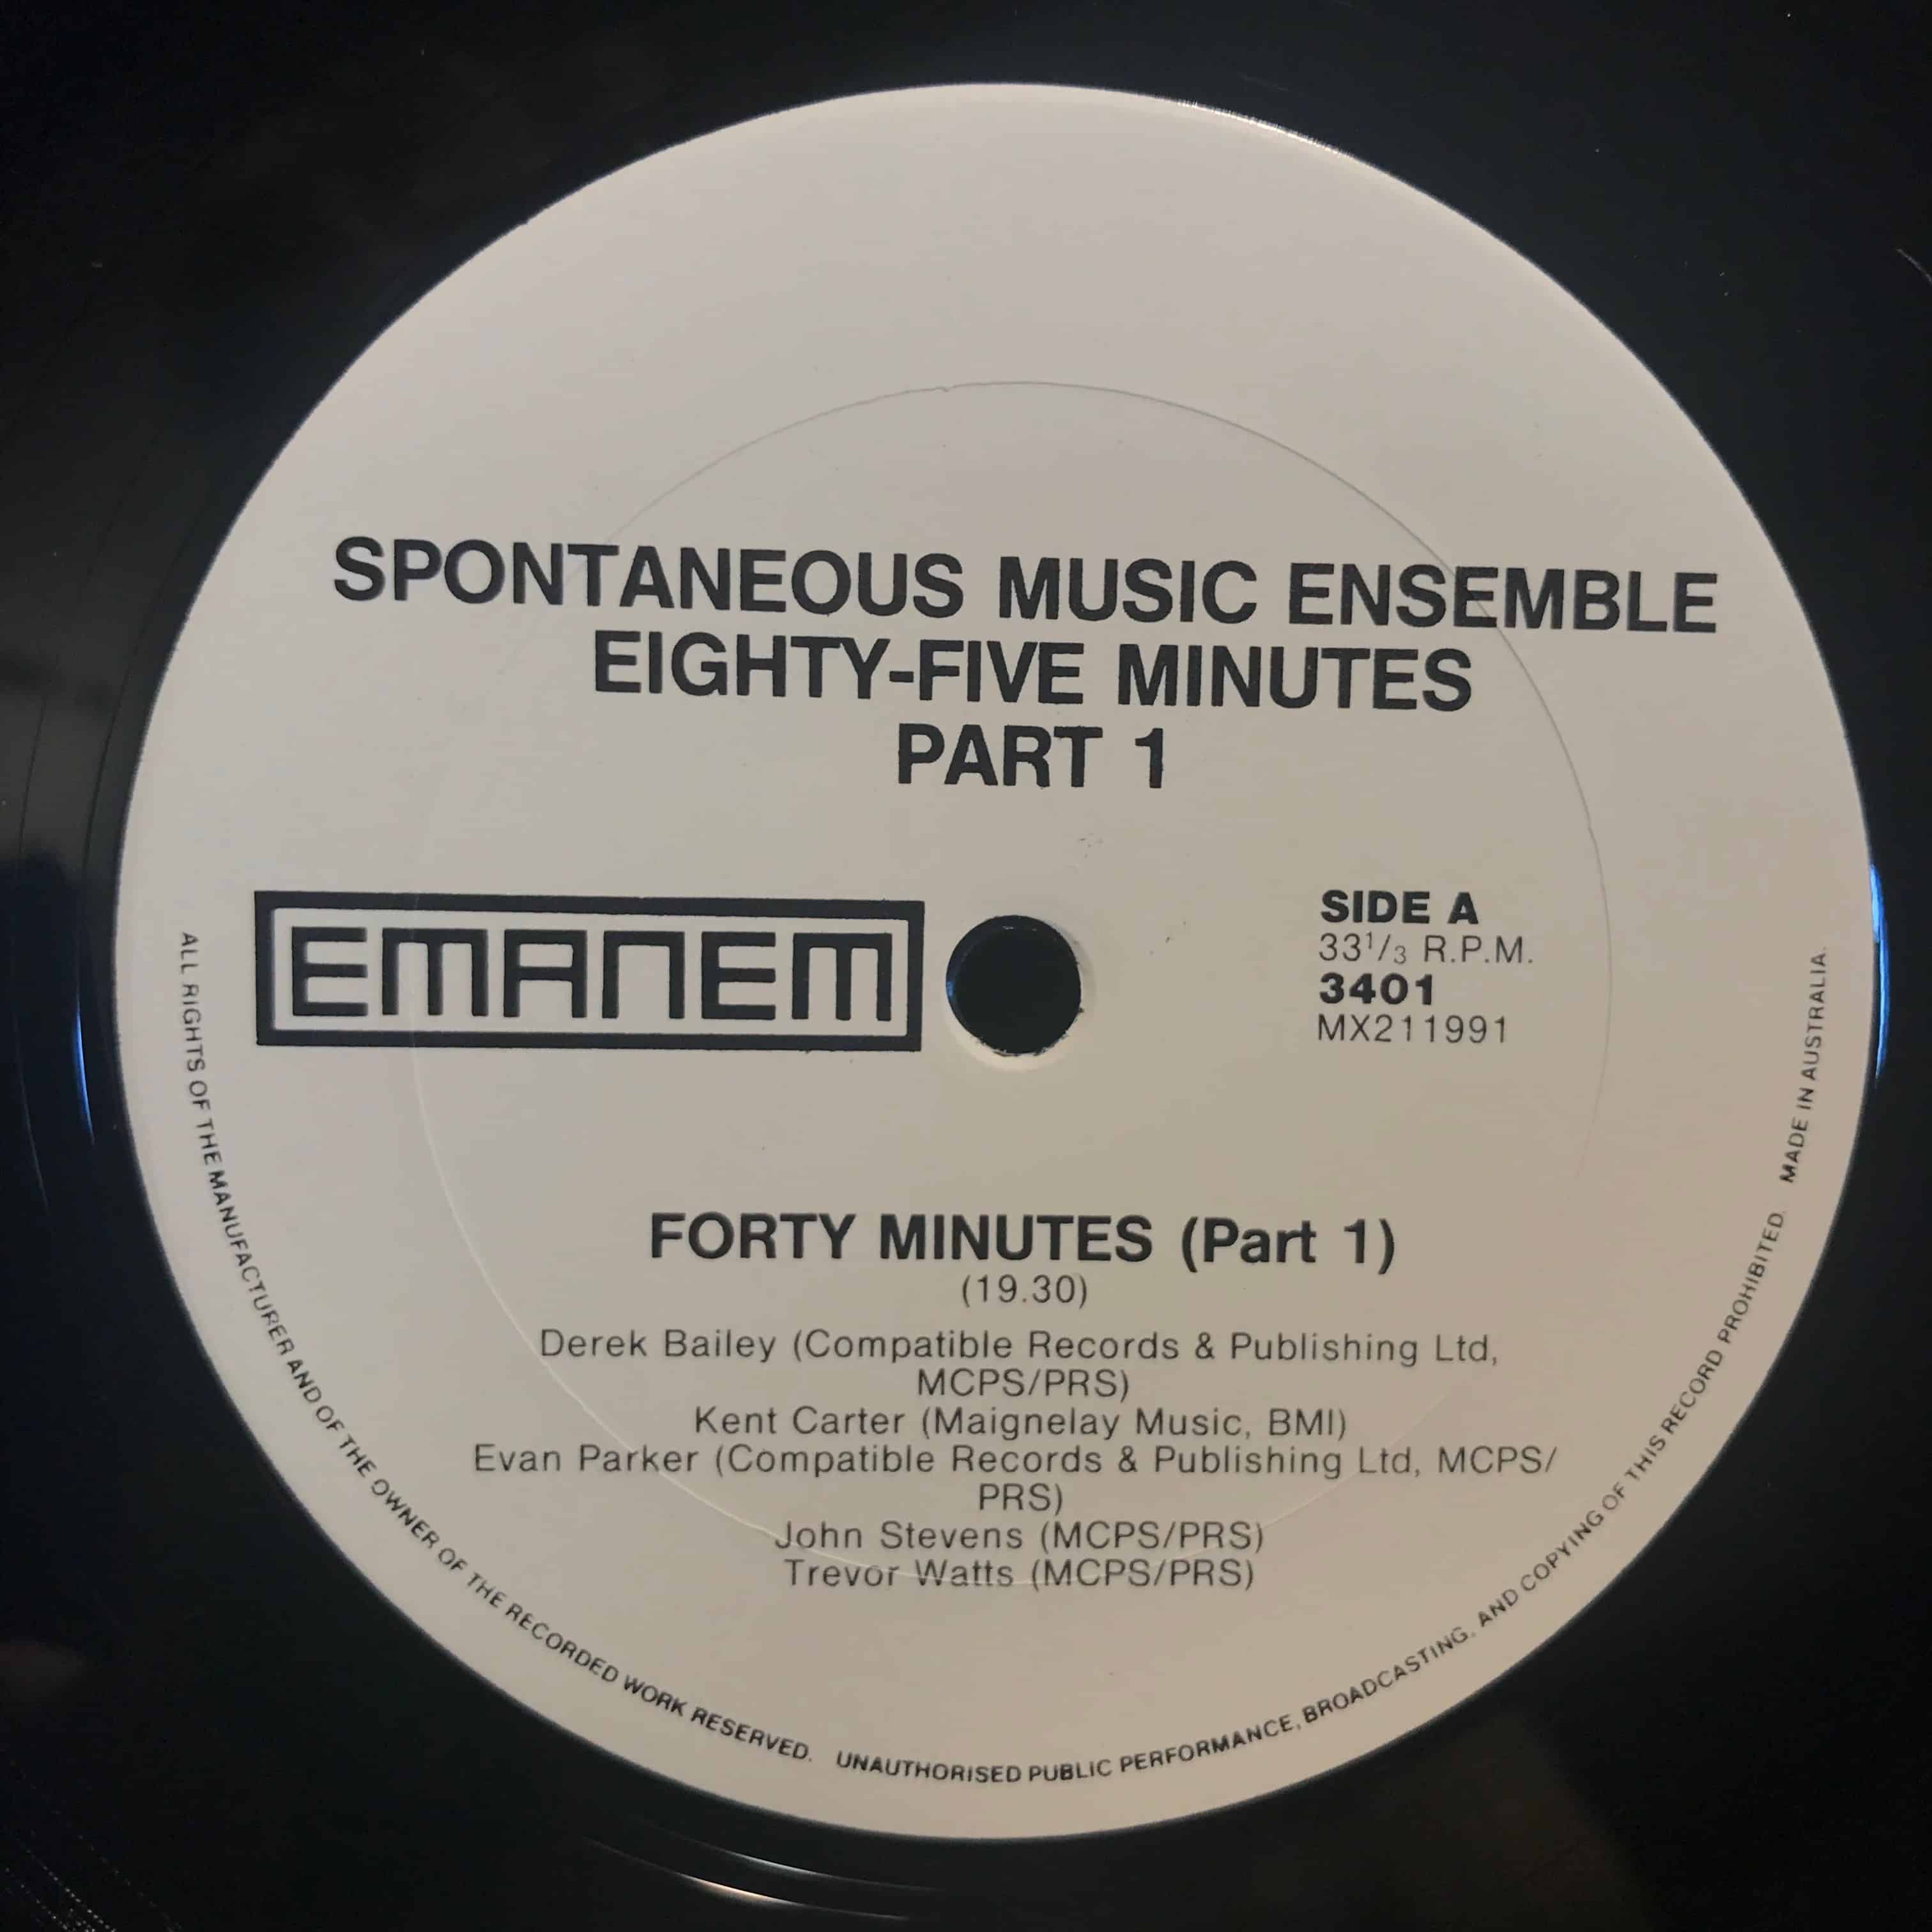 SPONTANEOUS MUSIC ENSEMBLE
EIGHTY-FIVE MINUTES
PART 1
EMANEM
SIDE A
33 1/3 R.P.M.
3401
MX211991
FORTY MINUTES (Part 1)
(19.30)
Derek Bailey (Compatible Records & Publishing Ltd,
MCPS/PRS)
Kent Carter (Maignelay Music, BMI)
Evan Parker (Compatible Records & Publishing Ltd, MCPS/
PRS)
John Stevens (MCPS/PRS)
Trevor Watts (MCPS/PRS)
ALL RIGHTS OF THE MANUFACTURER AND OF THE OWNER OF THE RECORDED WORK RESERVED. UNAUTHORISED PUBLIC PERFORMANCE, BROADCASTING, AND COPYING OF THIS RECORD PROHIBITED. MADE IN AUSTRALIA.